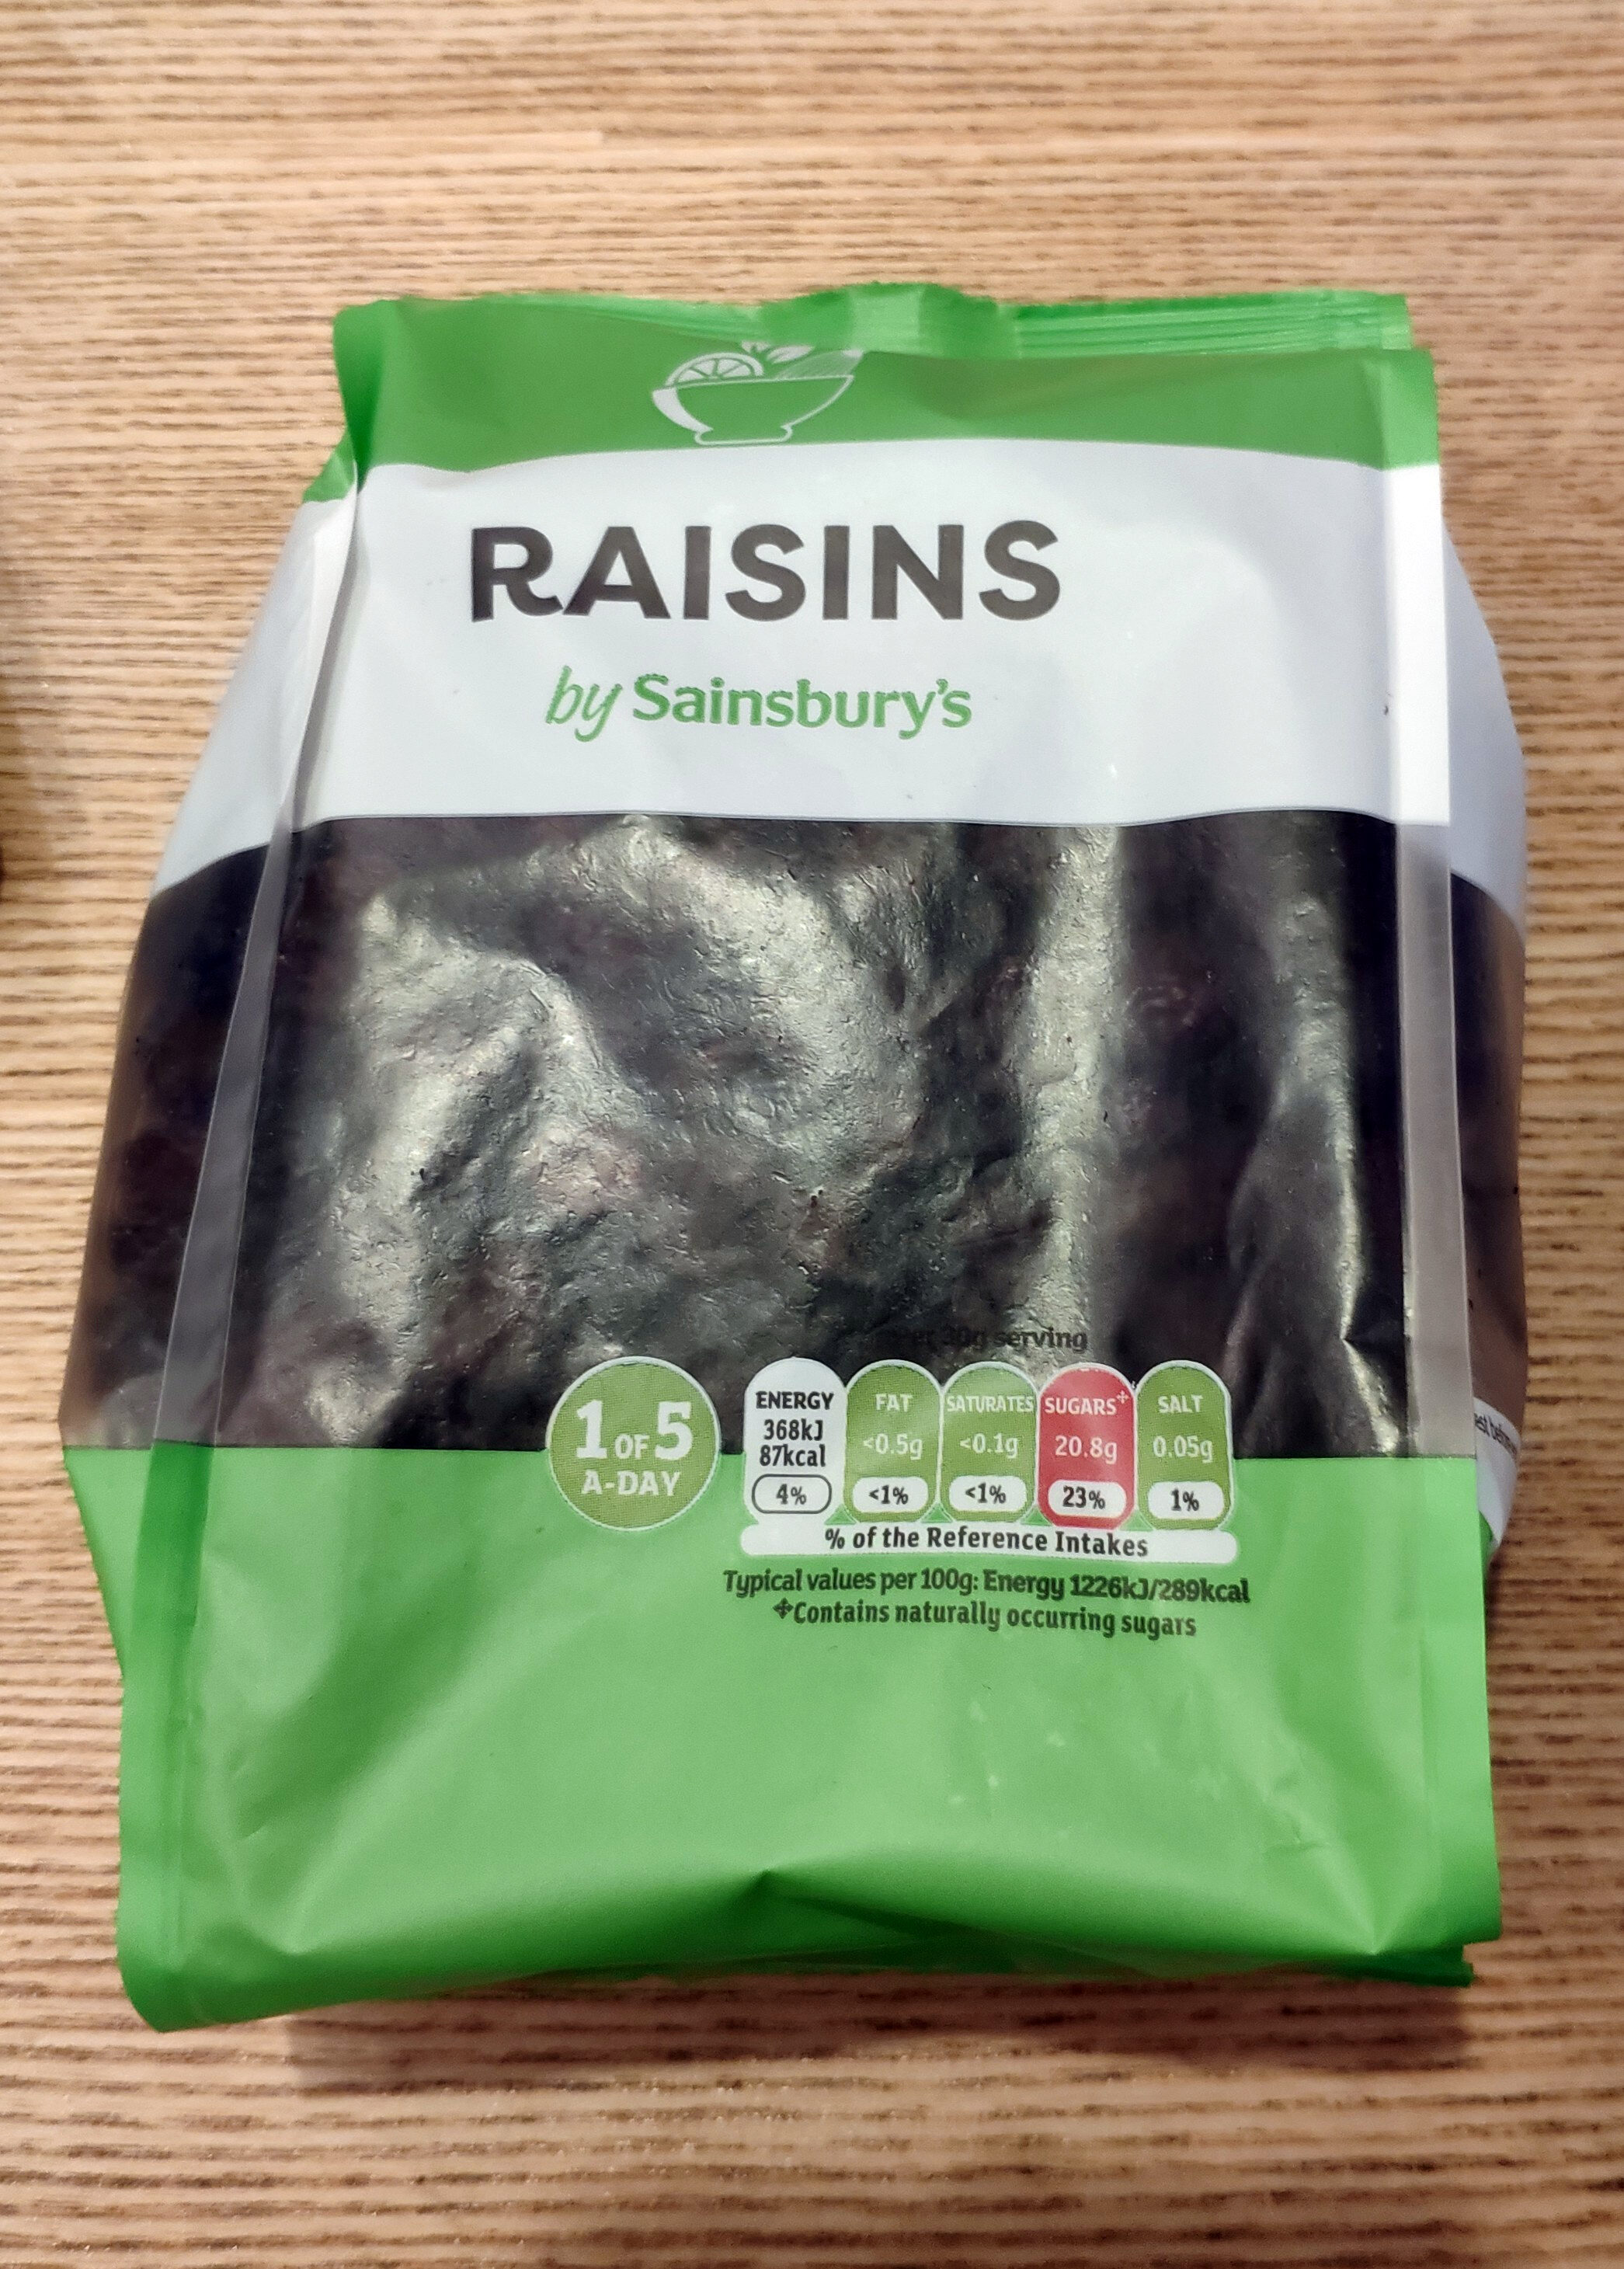 RAISINS
by Sainsbury's
30g serving
1 OF 5
A-DAY
ENERGY
368kJ
87kcal
4%
FAT
<0.5g
<1%
SATURATES
<0.1g
<1%
SUGARS✣
20.8g
23%
SALT
0.05g
1%
% of the Reference Intakes
Typical values per 100g: Energy 1226kJ/289kcal
✣Contains naturally occurring sugars